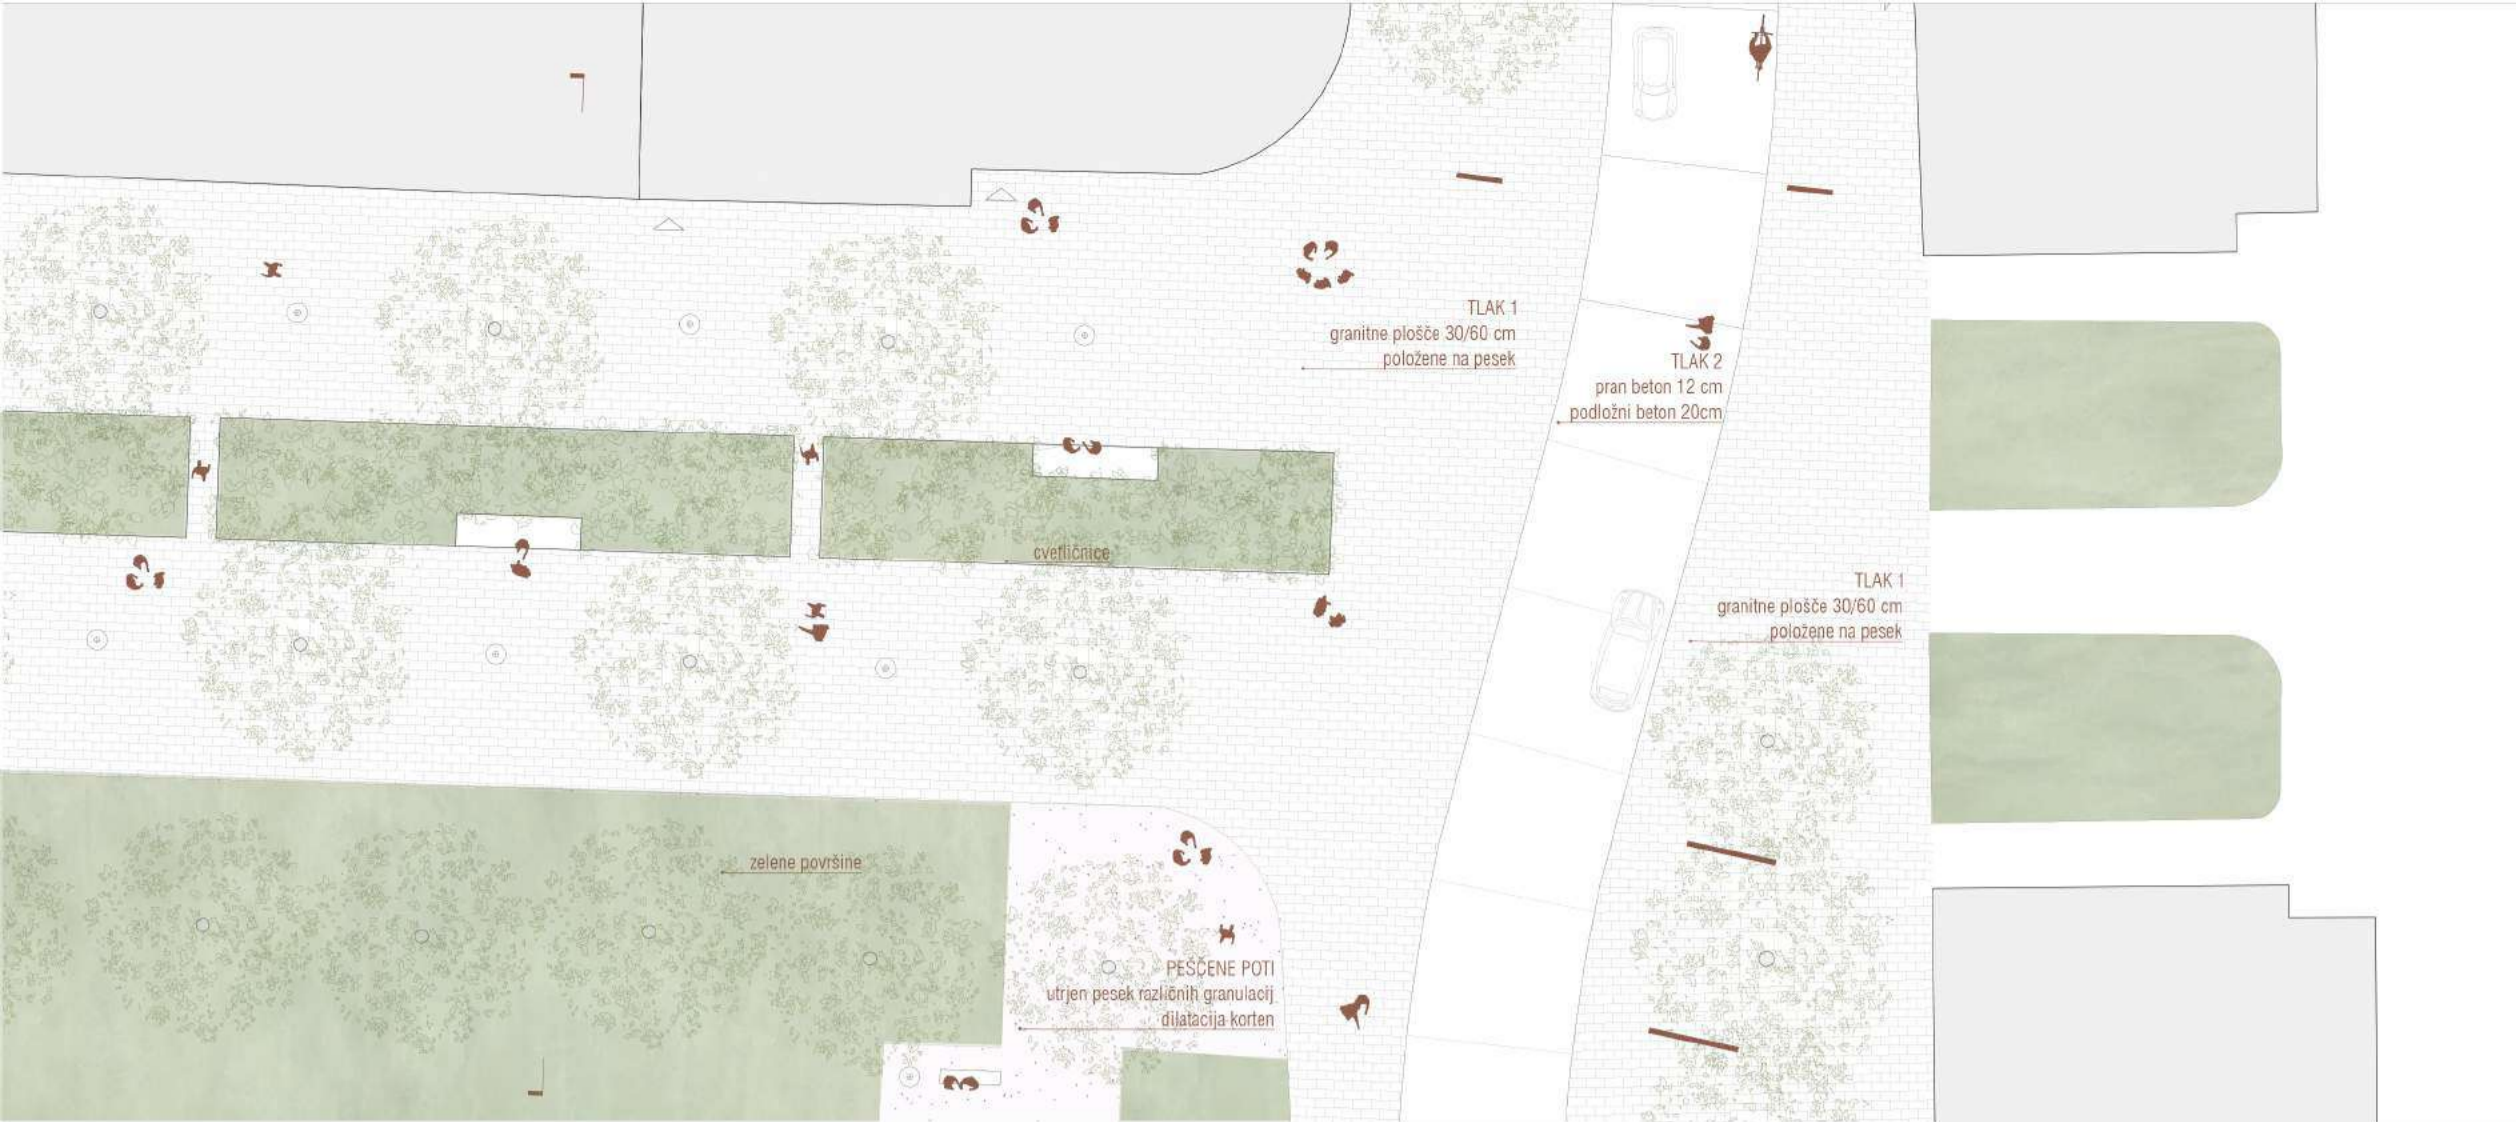 TLAK 1
granitne plošče 30/60 cm
položene na pesek
TLAK 2
pran beton 12 cm
podložni beton 20cm
cvetličnice
TLAK 1
granitne plošče 30/60 cm
položene na pesek
zelene površine
PEŠČENE POTI
utrjen pesek različnih granulacij
dilatacija korten